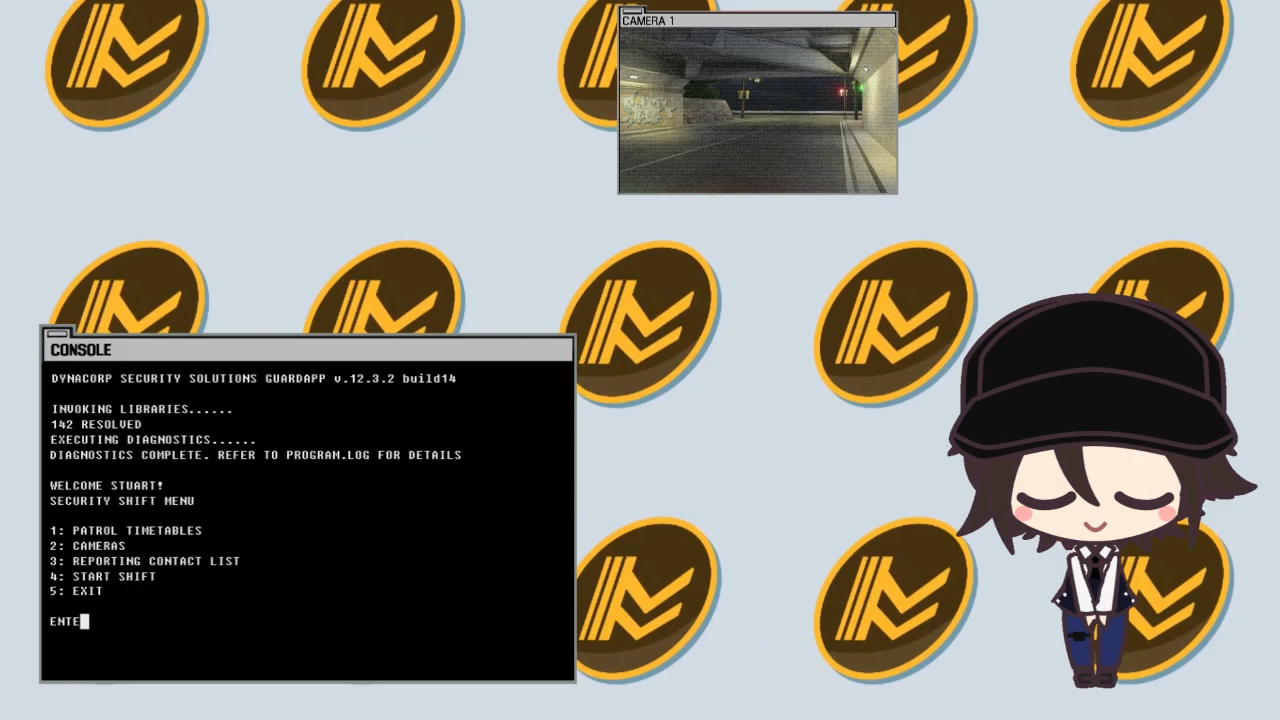 CAMERA 1
CONSOLE
DYNACORP SECURITY SOLUTIONS GUARDAPP v.12.3.2 build14
INVOKING LIBRARIES......
142 RESOLVED
EXECUTING DIAGNOSTICS......
DIAGNOSTICS COMPLETE. REFER TO PROGRAM.LOG FOR DETAILS
WELCOME STUART!
SECURITY SHIFT MENU
1: PATROL TIMETABLES
2: CAMERAS
3: REPORTING CONTACT LIST
4: START SHIFT
5: EXIT
ENTE